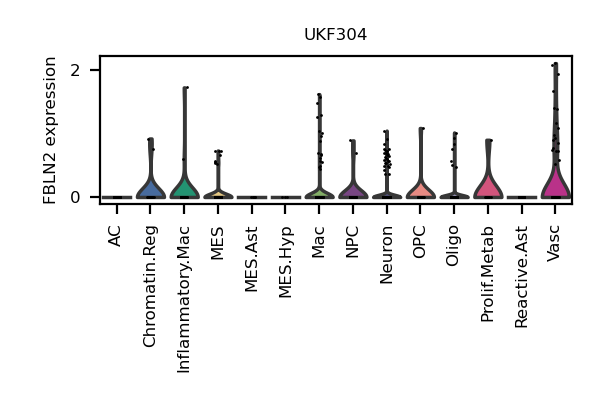 UKF304
FBLN2 expression
2
0
AC
Chromatin.Reg
Inflammatory.Mac
MES
MES.Ast
MES.Hyp
Mac
NPC
Neuron
OPC
Oligo
Prolif.Metab
Reactive.Ast
Vasc